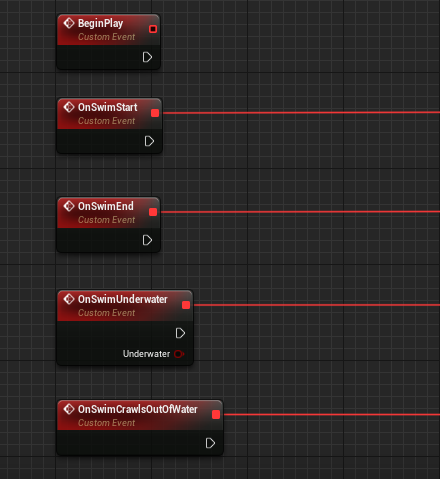 BeginPlay
Custom Event
OnSwimStart
Custom Event
OnSwimEnd
Custom Event
OnSwimUnderwater
Custom Event
Underwater
OnSwimCrawlsOutOfWater
Custom Event